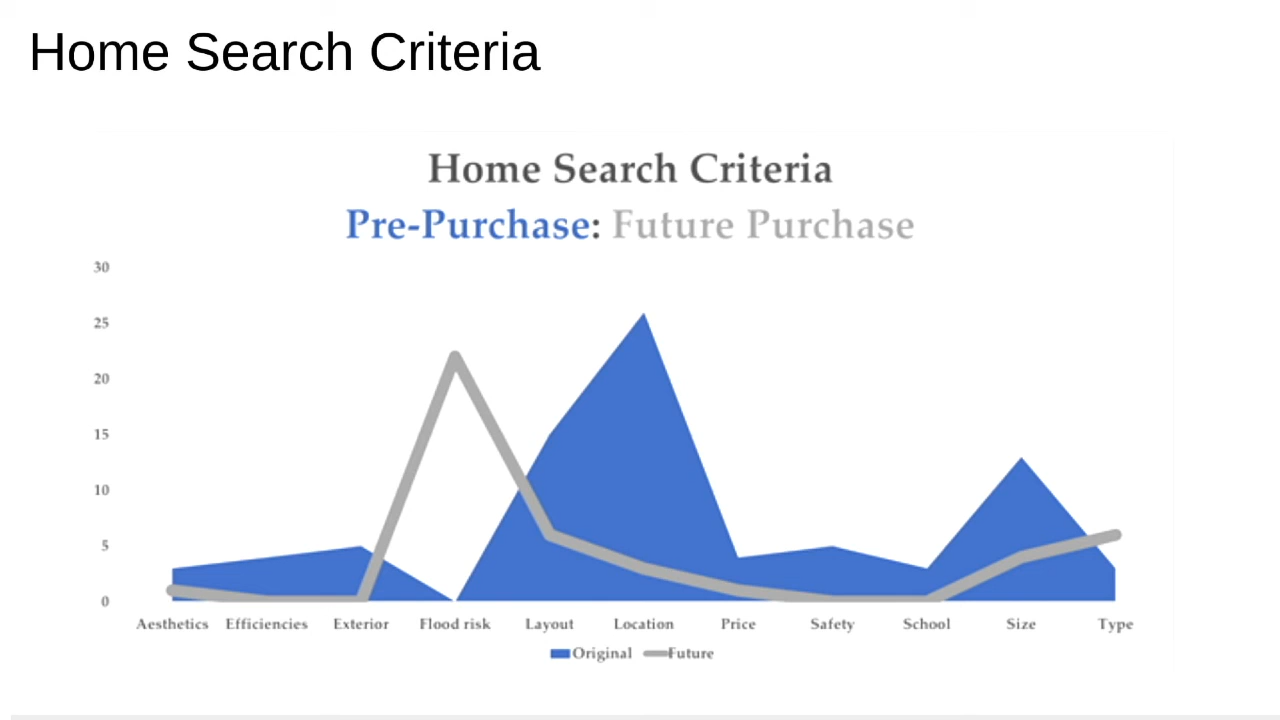 Home Search Criteria
Home Search Criteria
Pre-Purchase: Future Purchase
30
25
20
15
10
5
0
Aesthetics Efficiencies Exterior Flood risk Layout Location Price Safety School Size Type
Original Future